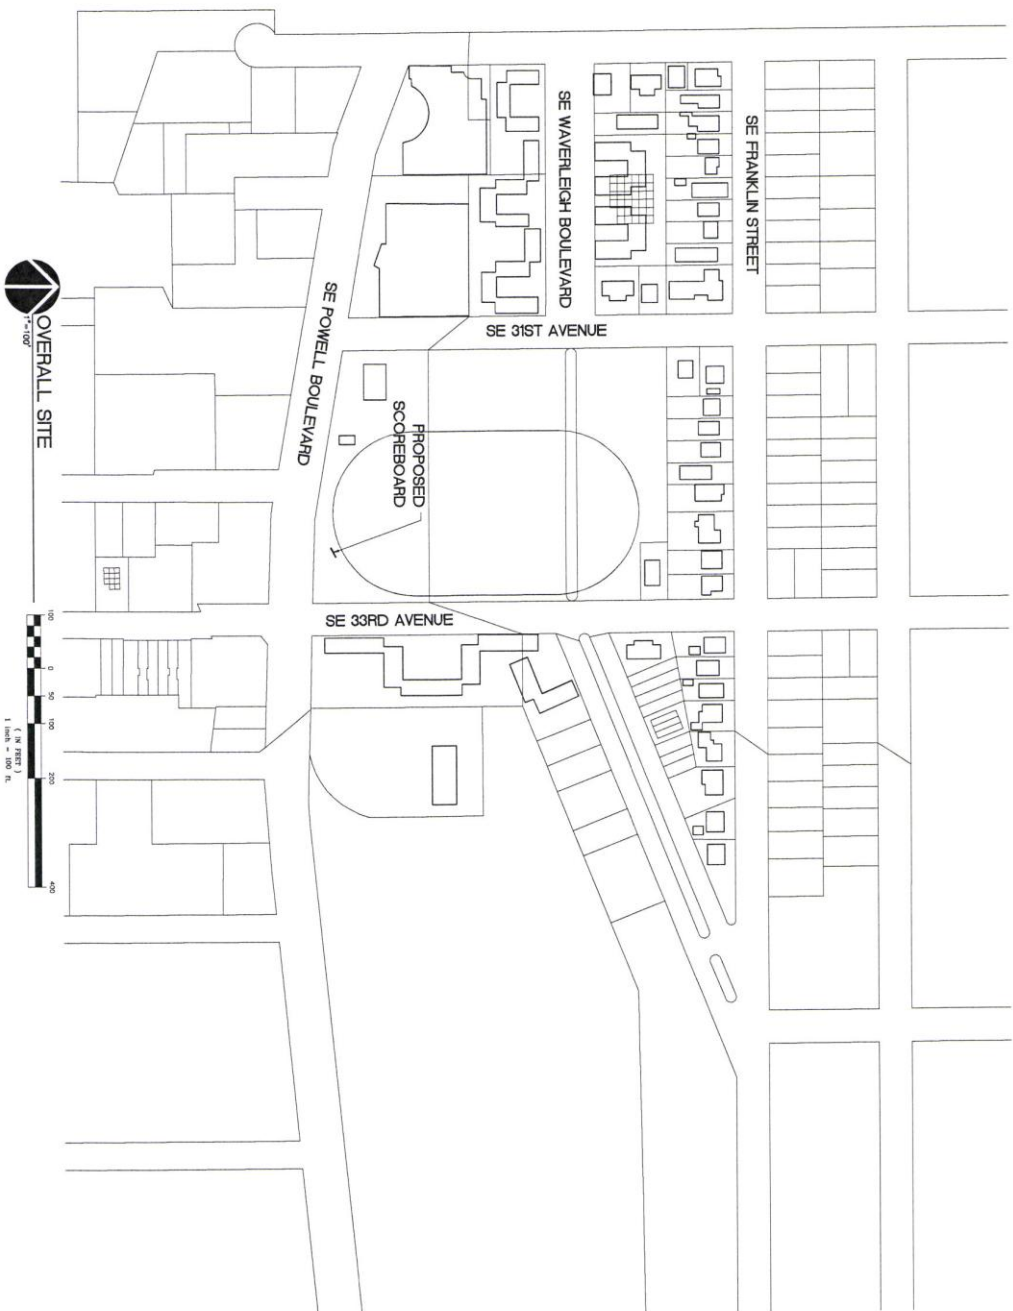 SE FRANKLIN STREET
SE WAVERLEIGH BOULEVARD
SE 31ST AVENUE
SE POWELL BOULEVARD
PROPOSED
SCOREBOARD
SE 33RD AVENUE
OVERALL SITE
1"=100'
100 0 50 100 200 400
( IN FEET )
1 inch = 100 ft.